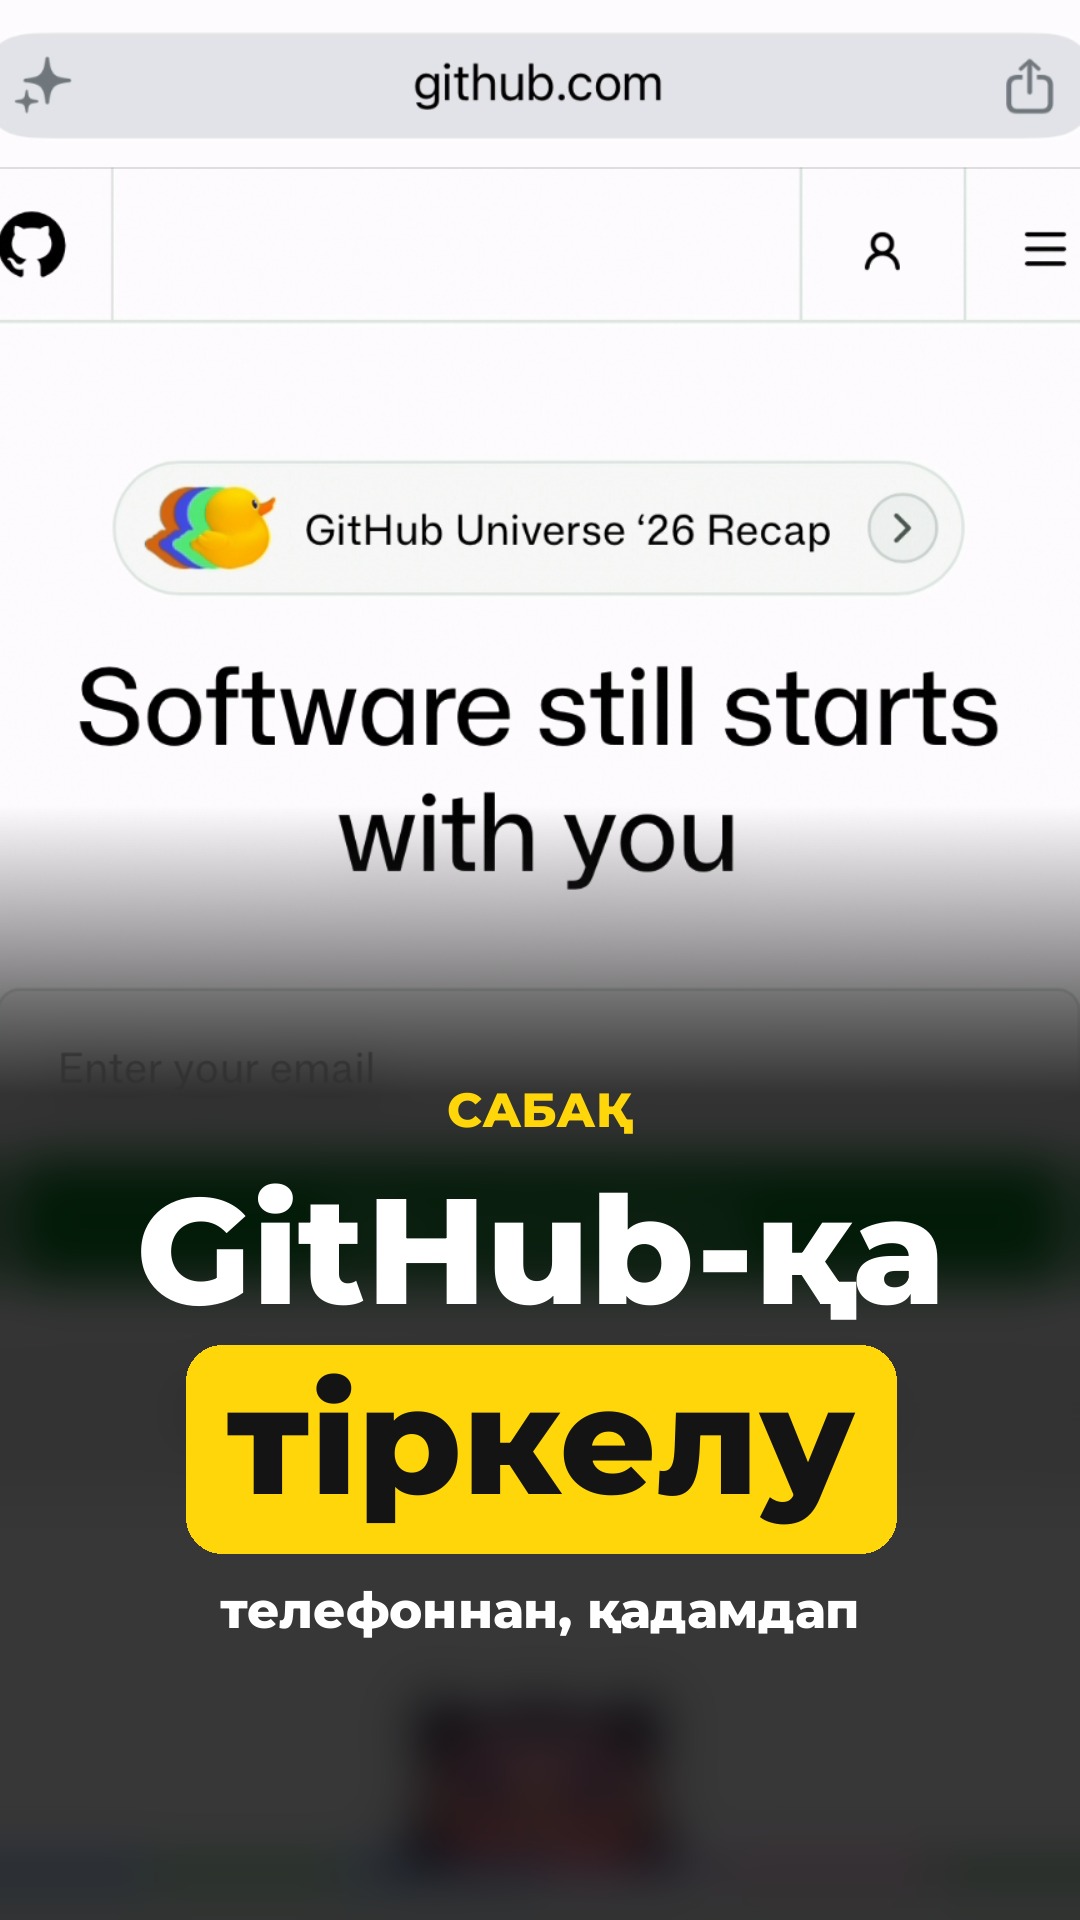 github.com
GitHub Universe ‘26 Recap
Software still starts
with you
Enter your email
САБАҚ
GitHub-қа
тіркелу
телефоннан, қадамдап